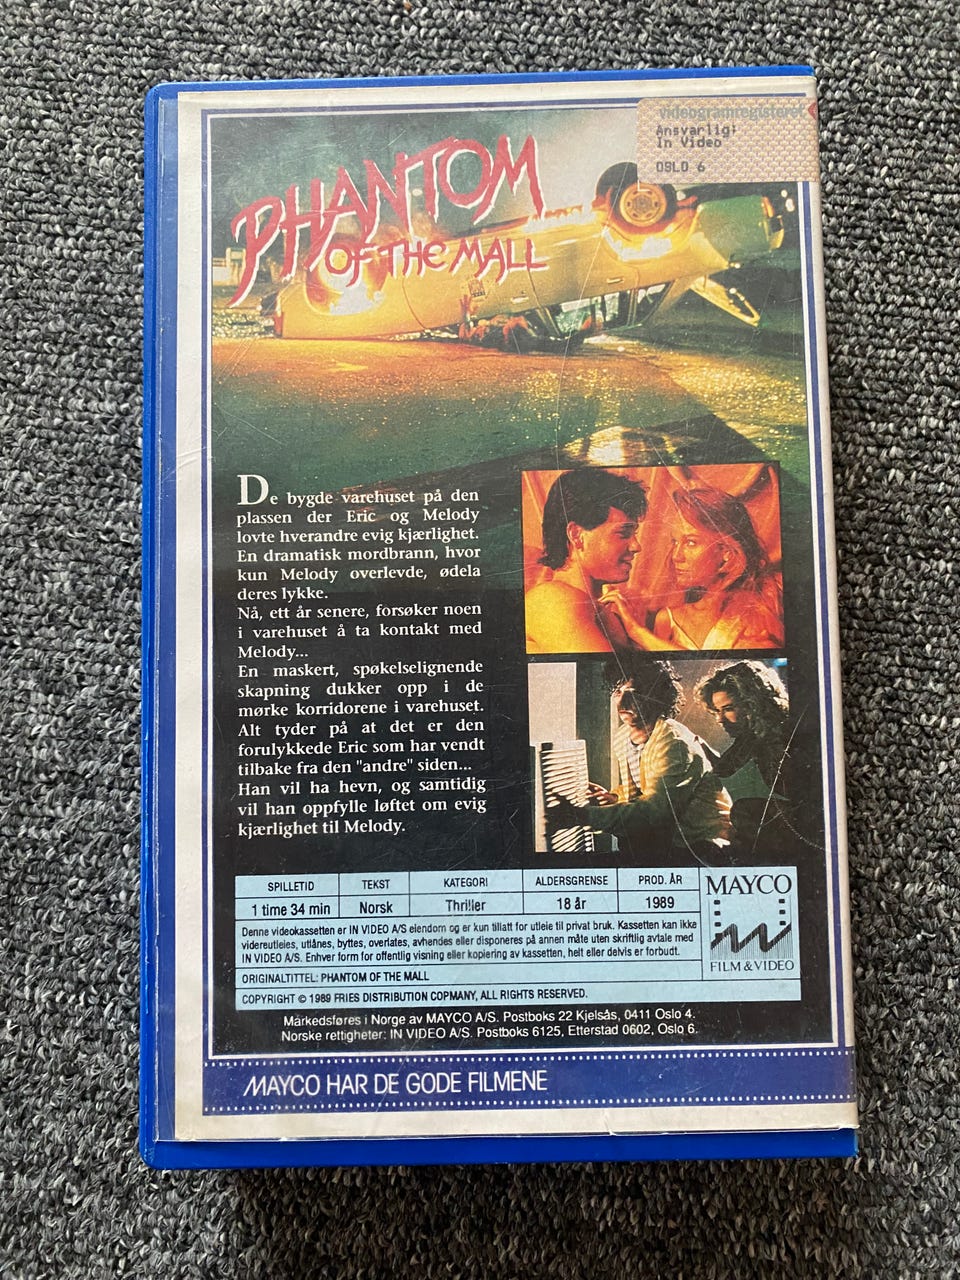 Videogramregisteret
Ansvarlig:
In Video
OSLO 6
PHANTOM
OF THE MALL
De bygde varehuset på den
plassen der Eric og Melody
lovte hverandre evig kjærlighet.
En dramatisk mordbrann, hvor
kun Melody overlevde, ødela
deres lykke.
Nå, ett år senere, forsøker noen
i varehuset å ta kontakt med
Melody...
En maskert, spøkelselignende
skapning dukker opp i de
mørke korridorene i varehuset.
Alt tyder på at det er den
forulykkede Eric som har vendt
tilbake fra den "andre" siden...
Han vil ha hevn, og samtidig
vil han oppfylle løftet om evig
kjærlighet til Melody.
SPILLETID TEKST KATEGORI ALDERSGRENSE PROD. ÅR
1 time 34 min Norsk Thriller 18 år 1989
Denne videokassetten er IN VIDEO A/S eiendom og er kun tillatt for utleie til privat bruk. Kassetten kan ikke
videreutleies, utlånes, byttes, overlates, avhendes eller disponeres på annen måte uten skriftlig avtale med
IN VIDEO A/S. Enhver form for offentlig visning eller kopiering av kassetten, helt eller delvis er forbudt.
ORIGINALTITTEL: PHANTOM OF THE MALL
COPYRIGHT © 1989 FRIES DISTRIBUTION COPMANY, ALL RIGHTS RESERVED.
MAYCO
FILM & VIDEO
Markedsføres i Norge av MAYCO A/S. Postboks 22 Kjelsås, 0411 Oslo 4.
Norske rettigheter: IN VIDEO A/S. Postboks 6125, Etterstad 0602, Oslo 6.
MAYCO HAR DE GODE FILMENE